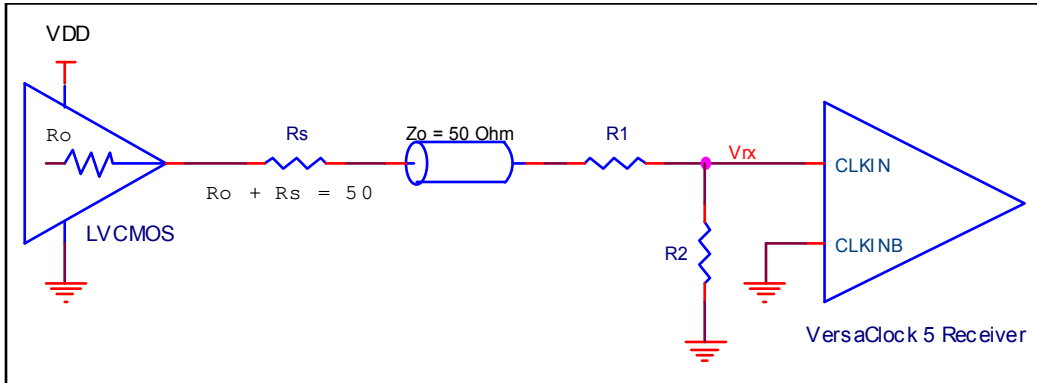 VDD
Ro
Rs
Zo = 50 Ohm
R1
Vrx
CLKIN
Ro + Rs = 50
LVCMOS
R2
CLKINB
VersaClock 5 Receiver